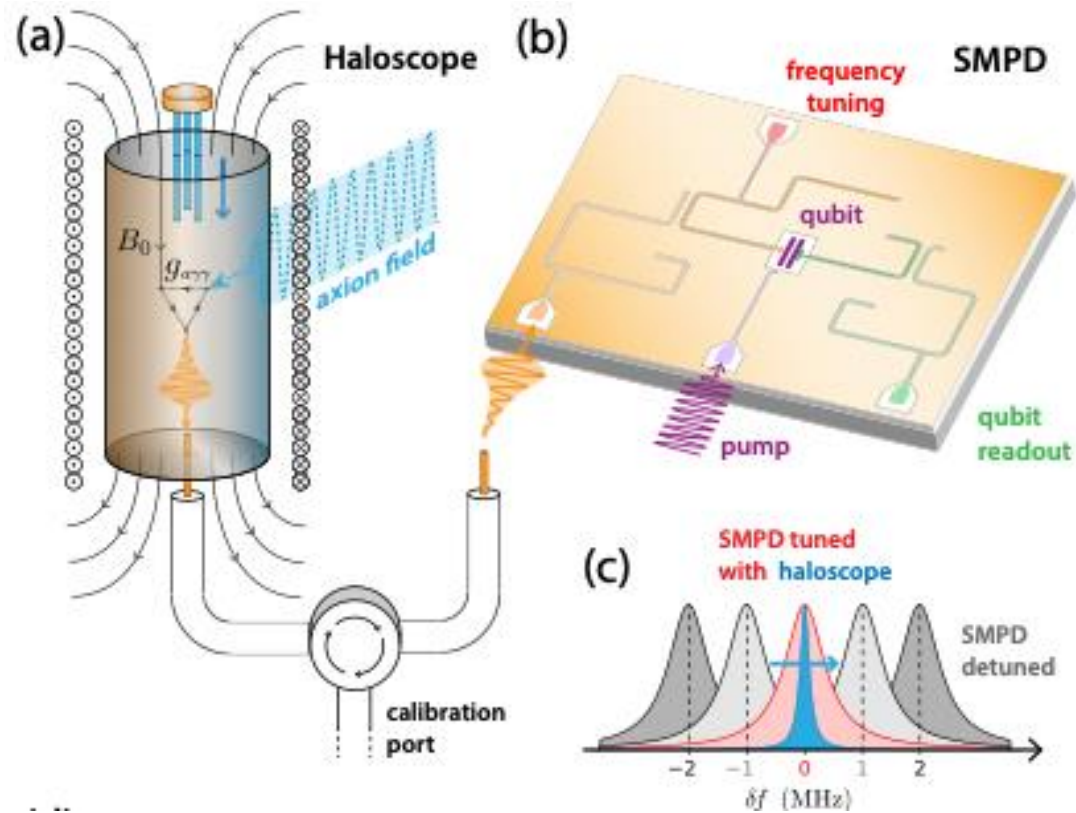 (a)
Haloscope
B₀
gₐγγ
axion field
calibration
port
(b)
SMPD
frequency
tuning
qubit
pump
qubit
readout
(c)
SMPD tuned
with haloscope
SMPD
detuned
−2 −1 0 1 2
δf (MHz)